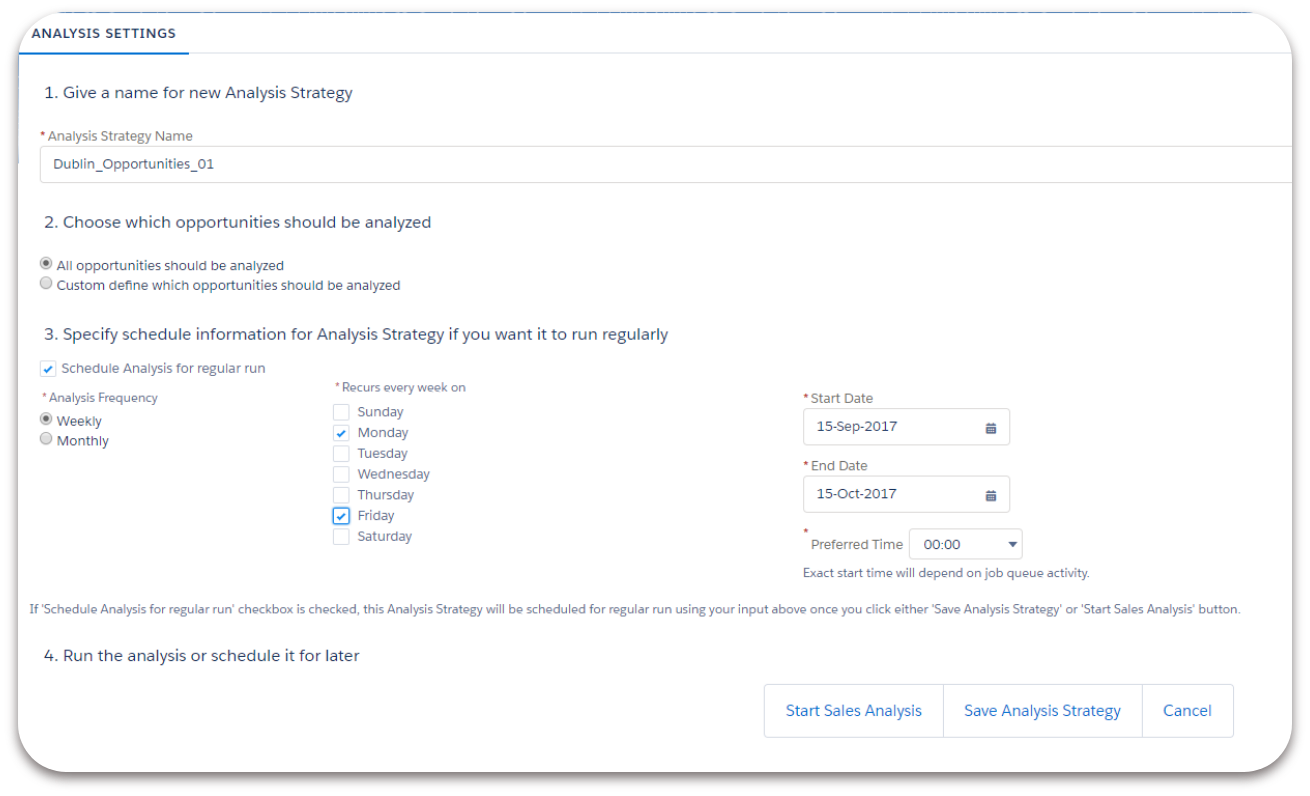 ANALYSIS SETTINGS
1. Give a name for new Analysis Strategy
* Analysis Strategy Name
Dublin_Opportunities_01
2. Choose which opportunities should be analyzed
All opportunities should be analyzed
Custom define which opportunities should be analyzed
3. Specify schedule information for Analysis Strategy if you want it to run regularly
Schedule Analysis for regular run
* Analysis Frequency
Weekly
Monthly
* Recurs every week on
Sunday
Monday
Tuesday
Wednesday
Thursday
Friday
Saturday
* Start Date
15-Sep-2017
* End Date
15-Oct-2017
* Preferred Time 00:00
Exact start time will depend on job queue activity.
If 'Schedule Analysis for regular run' checkbox is checked, this Analysis Strategy will be scheduled for regular run using your input above once you click either 'Save Analysis Strategy' or 'Start Sales Analysis' button.
4. Run the analysis or schedule it for later
Start Sales Analysis Save Analysis Strategy Cancel